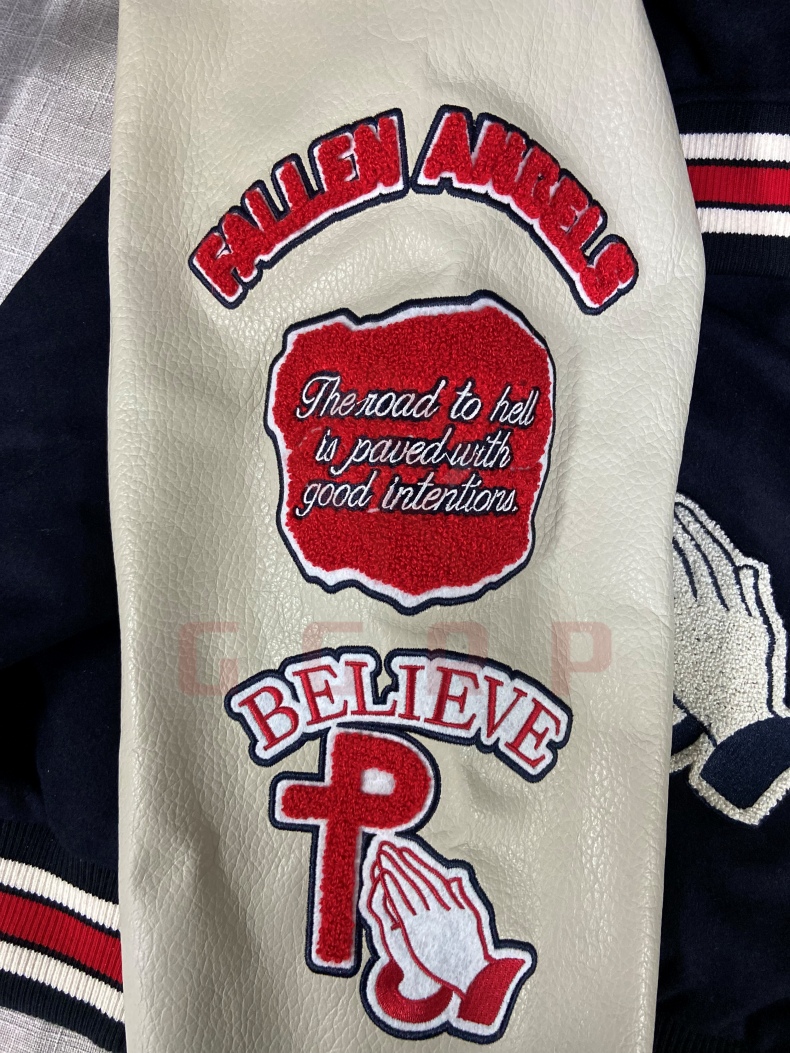 FALLEN ANGELS
The road to hell
is paved with
good intentions.
BELIEVE
P